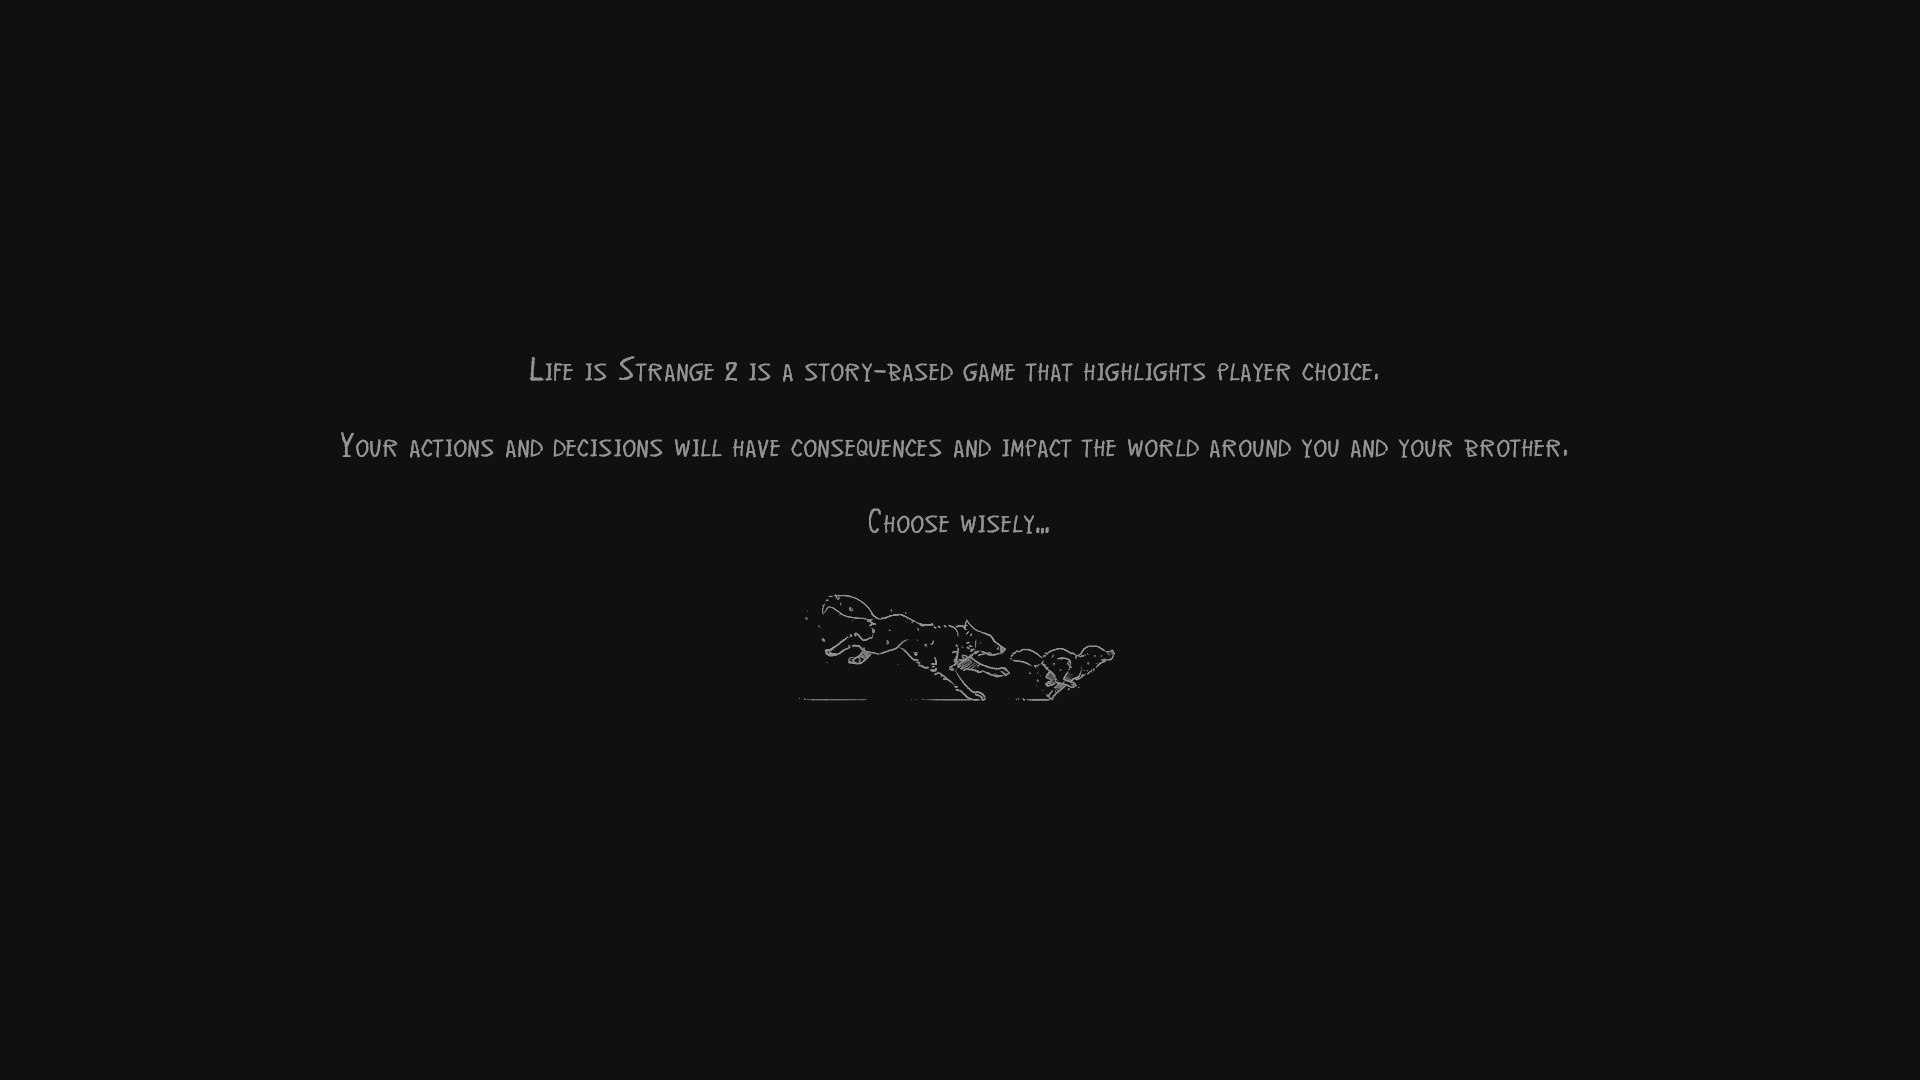 Life is Strange 2 is a story-based game that highlights player choice.
Your actions and decisions will have consequences and impact the world around you and your brother.
Choose wisely...